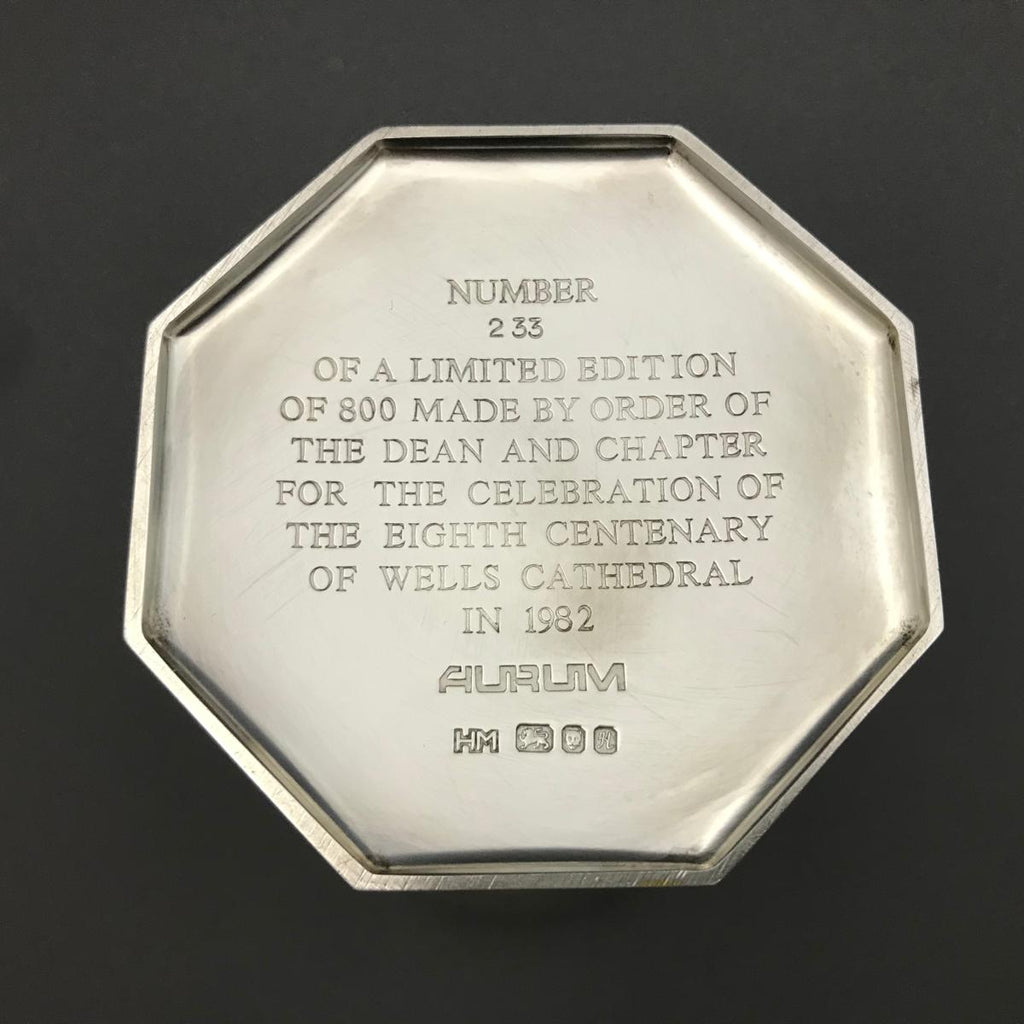 NUMBER
233
OF A LIMITED EDITION
OF 800 MADE BY ORDER OF
THE DEAN AND CHAPTER
FOR THE CELEBRATION OF
THE EIGHTH CENTENARY
OF WELLS CATHEDRAL
IN 1982
AURUM
HM H